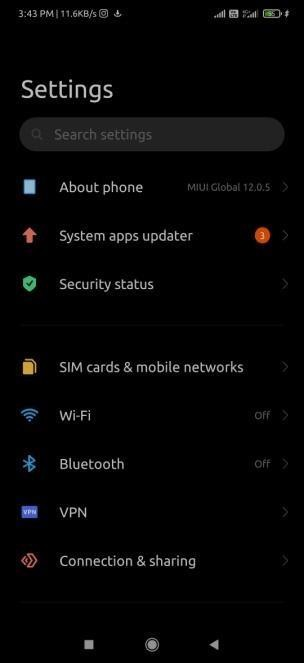 3:43 PM | 11.6KB/s
Settings
Search settings
About phone MIUI Global 12.0.5
System apps updater 3
Security status
SIM cards & mobile networks
Wi-Fi Off
Bluetooth Off
VPN VPN
Connection & sharing